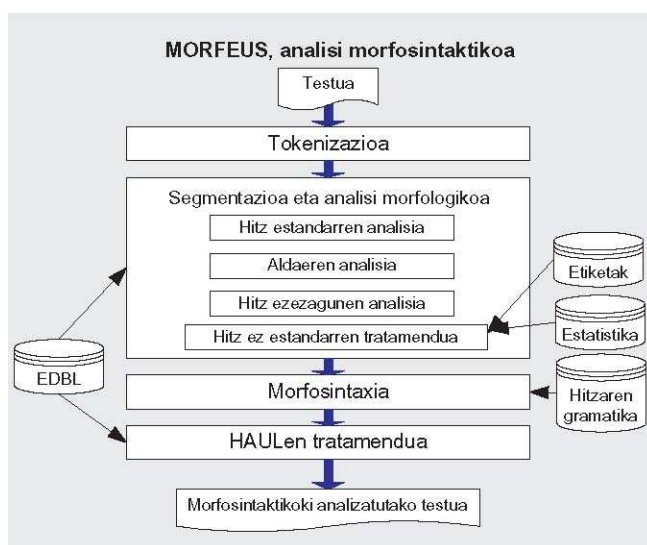 MORFEUS, analisi morfosintaktikoa
Testua
Tokenizazioa
Segmentazioa eta analisi morfologikoa
Hitz estandarren analisia
Aldaeren analisia
Hitz ezezagunen analisia
Hitz ez estandarren tratamendua
Etiketak
Estatistika
EDBL
Morfosintaxia
Hitzaren
gramatika
HAULen tratamendua
Morfosintaktikoki analizatutako testua